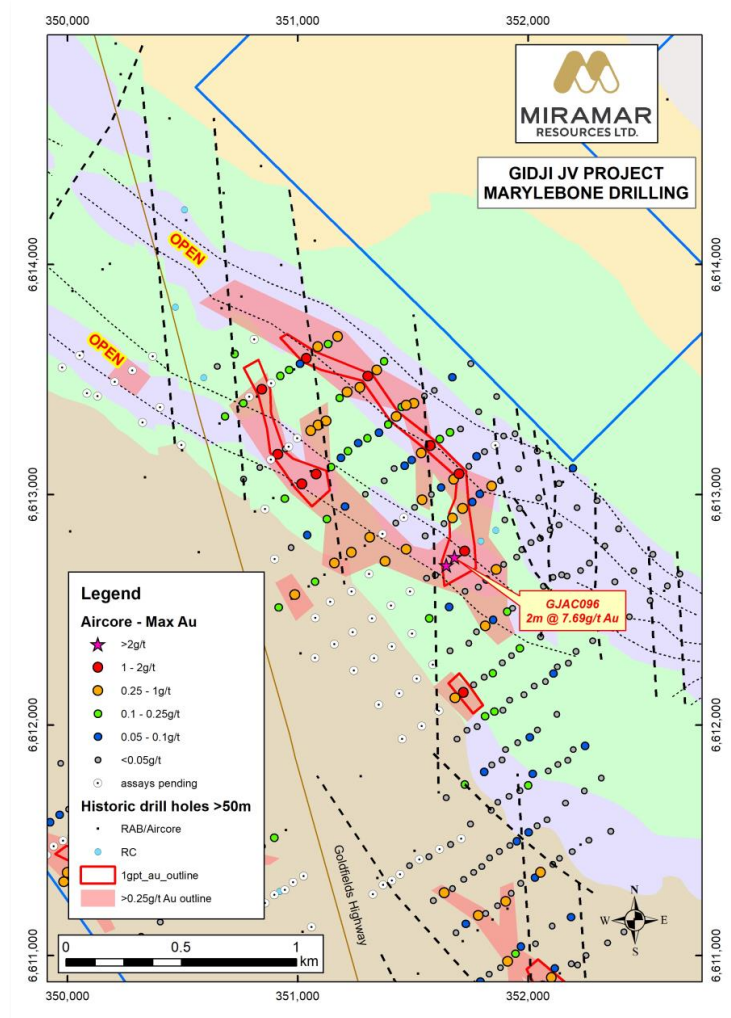 350,000
351,000
352,000
MIRAMAR
RESOURCES LTD.
GIDJI JV PROJECT
MARYLEBONE DRILLING
OPEN
OPEN
6,614,000
6,614,000
6,613,000
6,613,000
6,612,000
6,612,000
6,611,000
6,611,000
GJAC096
2m @ 7.69g/t Au
Legend
Aircore - Max Au
>2g/t
1 - 2g/t
0.25 - 1g/t
0.1 - 0.25g/t
0.05 - 0.1g/t
<0.05g/t
assays pending
Historic drill holes >50m
RAB/Aircore
RC
1gpt_au_outline
>0.25g/t Au outline
Goldfields Highway
N
W E
S
0 0.5 1
km
350,000
351,000
352,000